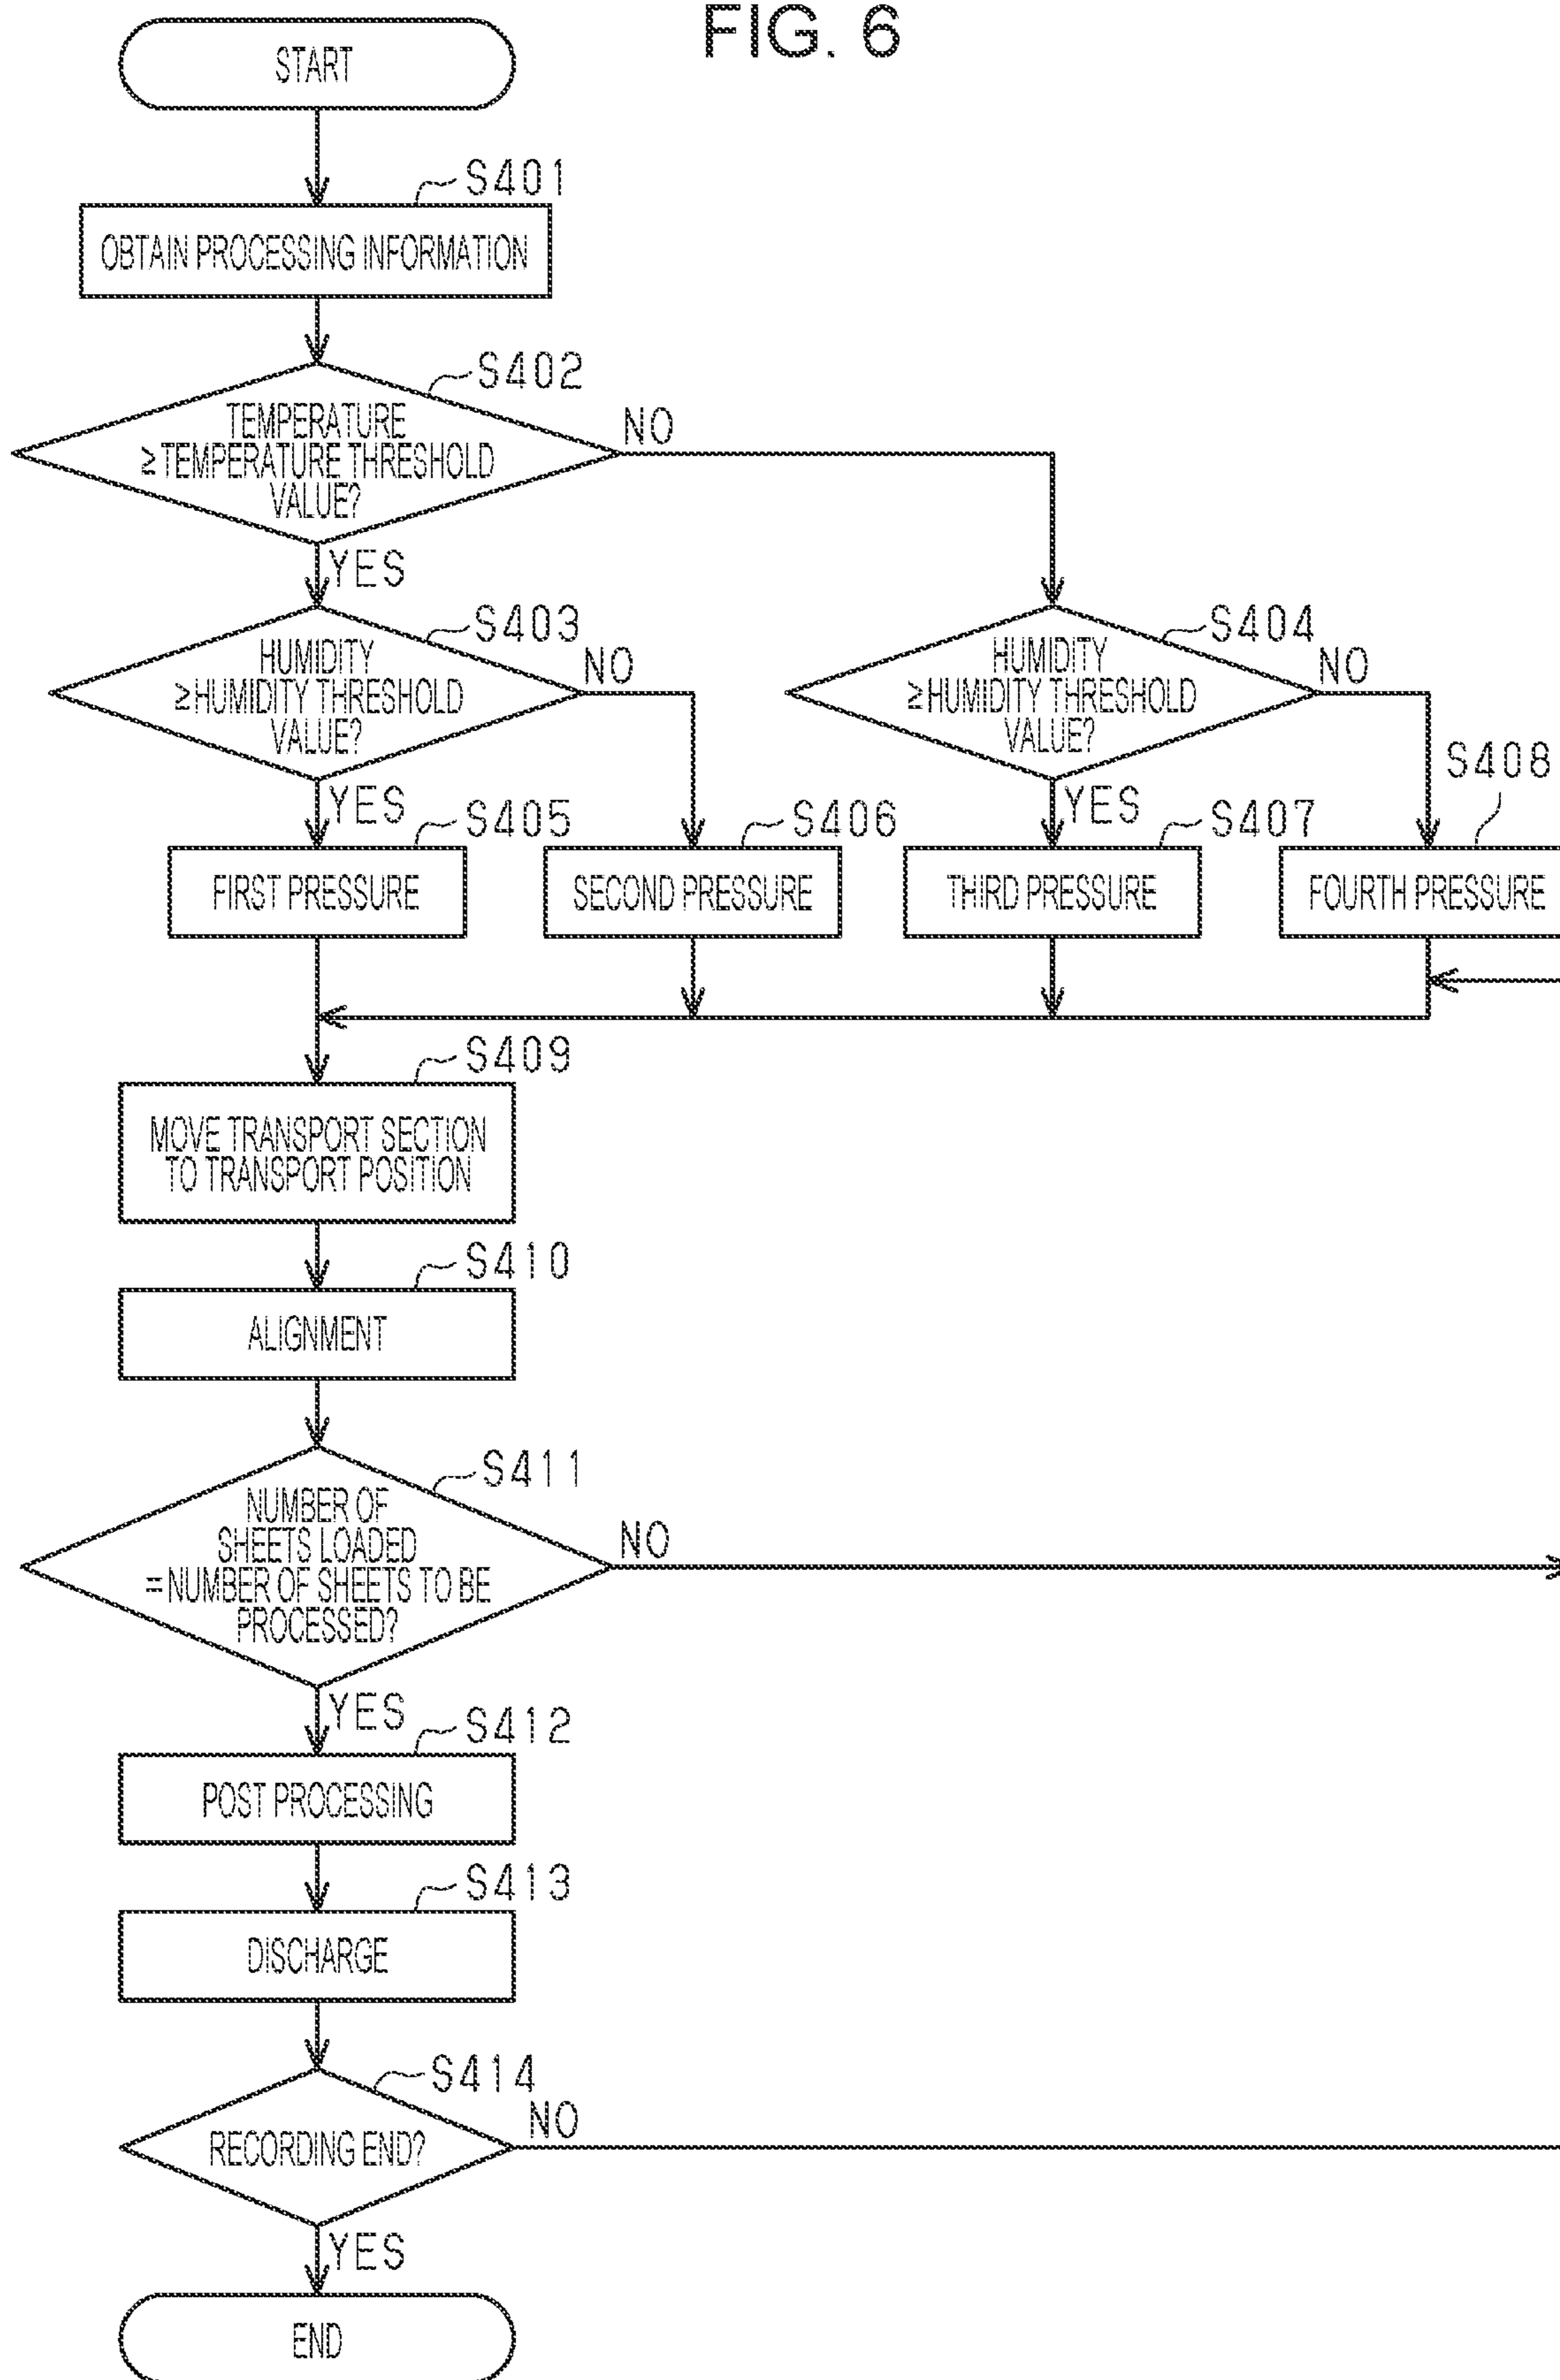 FIG. 6
START
S401
OBTAIN PROCESSING INFORMATION
S402
TEMPERATURE
≥TEMPERATURE THRESHOLD
VALUE?
NO
YES
S403
HUMIDITY
≥HUMIDITY THRESHOLD
VALUE?
NO
YES
S404
HUMIDITY
≥HUMIDITY THRESHOLD
VALUE?
NO
YES
S405
FIRST PRESSURE
S406
SECOND PRESSURE
S407
THIRD PRESSURE
S408
FOURTH PRESSURE
S409
MOVE TRANSPORT SECTION
TO TRANSPORT POSITION
S410
ALIGNMENT
S411
NUMBER OF
SHEETS LOADED
=NUMBER OF SHEETS TO BE
PROCESSED?
NO
YES
S412
POST PROCESSING
S413
DISCHARGE
S414
RECORDING END?
NO
YES
END